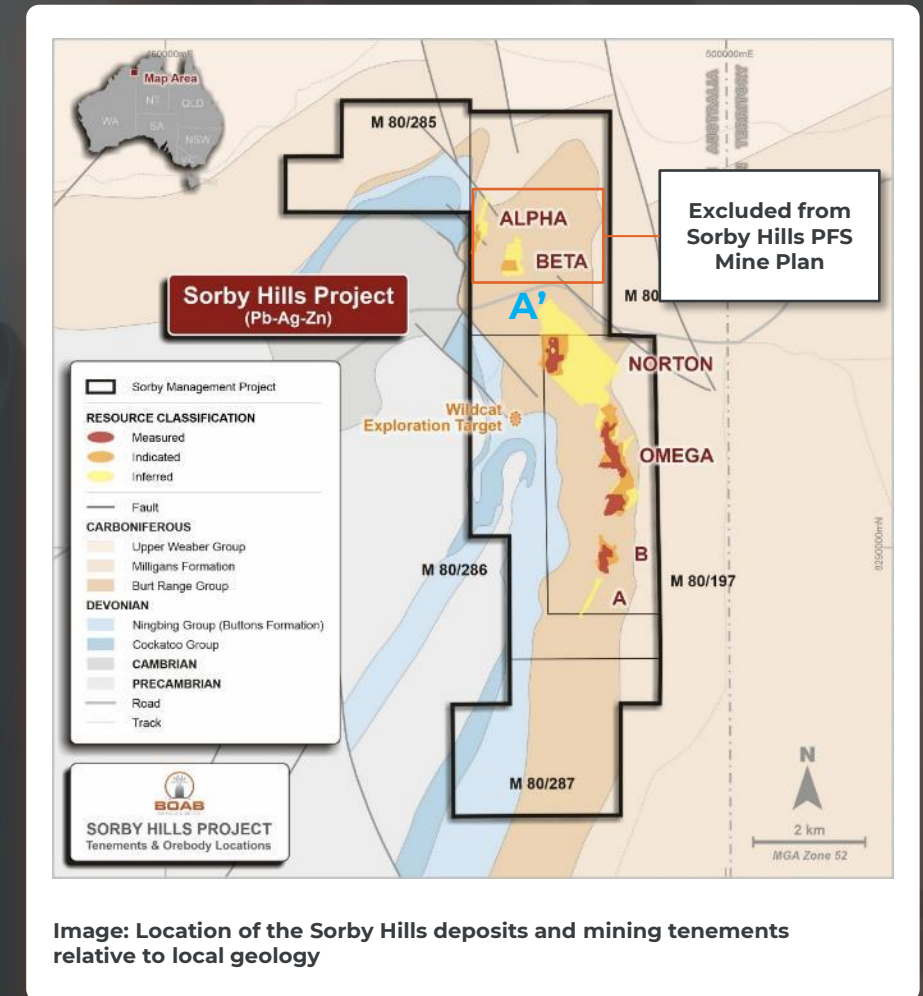 460000mE
500000mE
Map Area
NT
QLD
WA
SA
NSW
AUSTRALIA
TERRITORY
M 80/285
ALPHA
BETA
Excluded from
Sorby Hills PFS
Mine Plan
A’
M 80
Sorby Hills Project
(Pb-Ag-Zn)
NORTON
Wildcat
Exploration Target
OMEGA
8290000mN
B
M 80/286
M 80/197
A
Sorby Management Project
RESOURCE CLASSIFICATION
Measured
Indicated
Inferred
Fault
CARBONIFEROUS
Upper Weaber Group
Milligans Formation
Burt Range Group
DEVONIAN
Ningbing Group (Buttons Formation)
Cockatoo Group
CAMBRIAN
PRECAMBRIAN
Road
Track
M 80/287
N
2 km
MGA Zone 52
BOAB
SORBY HILLS PROJECT
Tenements & Orebody Locations
Image: Location of the Sorby Hills deposits and mining tenements
relative to local geology